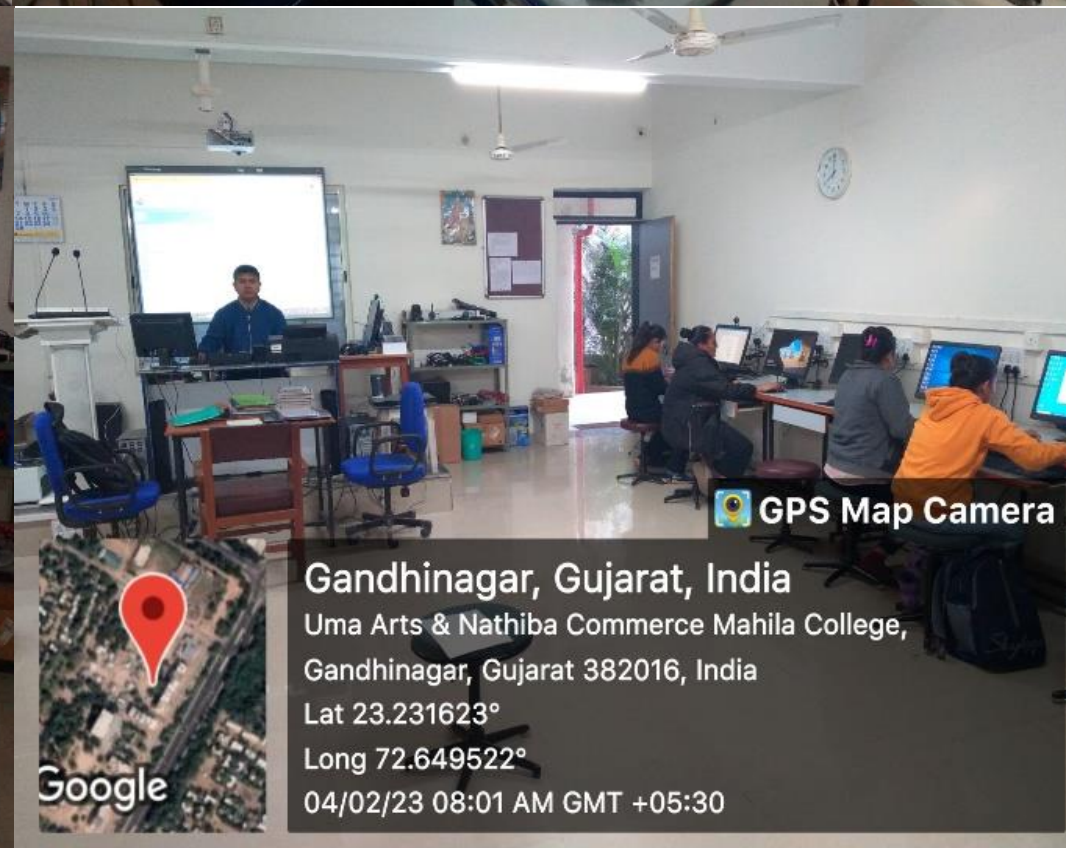 GPS Map Camera
Gandhinagar, Gujarat, India
Uma Arts & Nathiba Commerce Mahila College,
Gandhinagar, Gujarat 382016, India
Lat 23.231623°
Long 72.649522°
04/02/23 08:01 AM GMT +05:30
Google